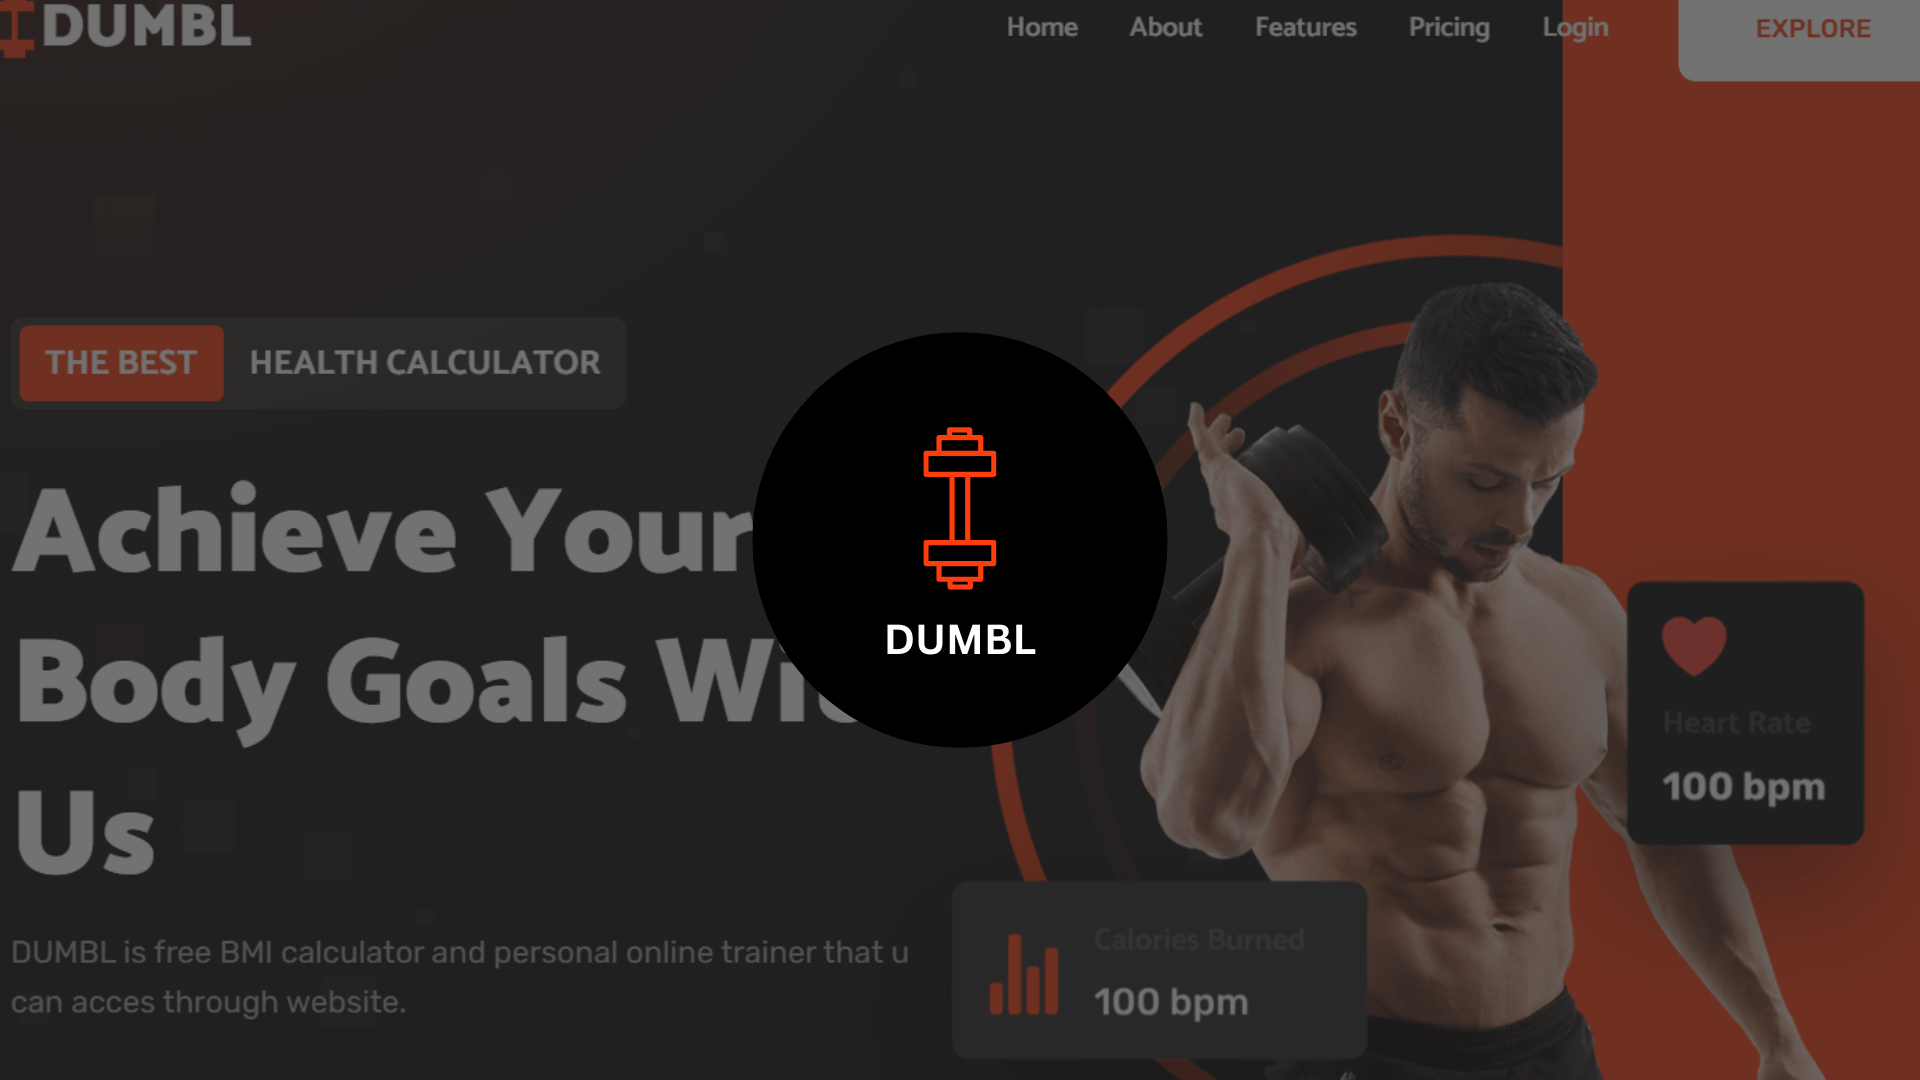 DUMBL
Home About Features Pricing Login EXPLORE
THE BEST HEALTH CALCULATOR
Achieve Your
Body Goals With
Us
DUMBL
DUMBL is free BMI calculator and personal online trainer that u
can acces through website.
Heart Rate
100 bpm
Calories Burned
100 bpm